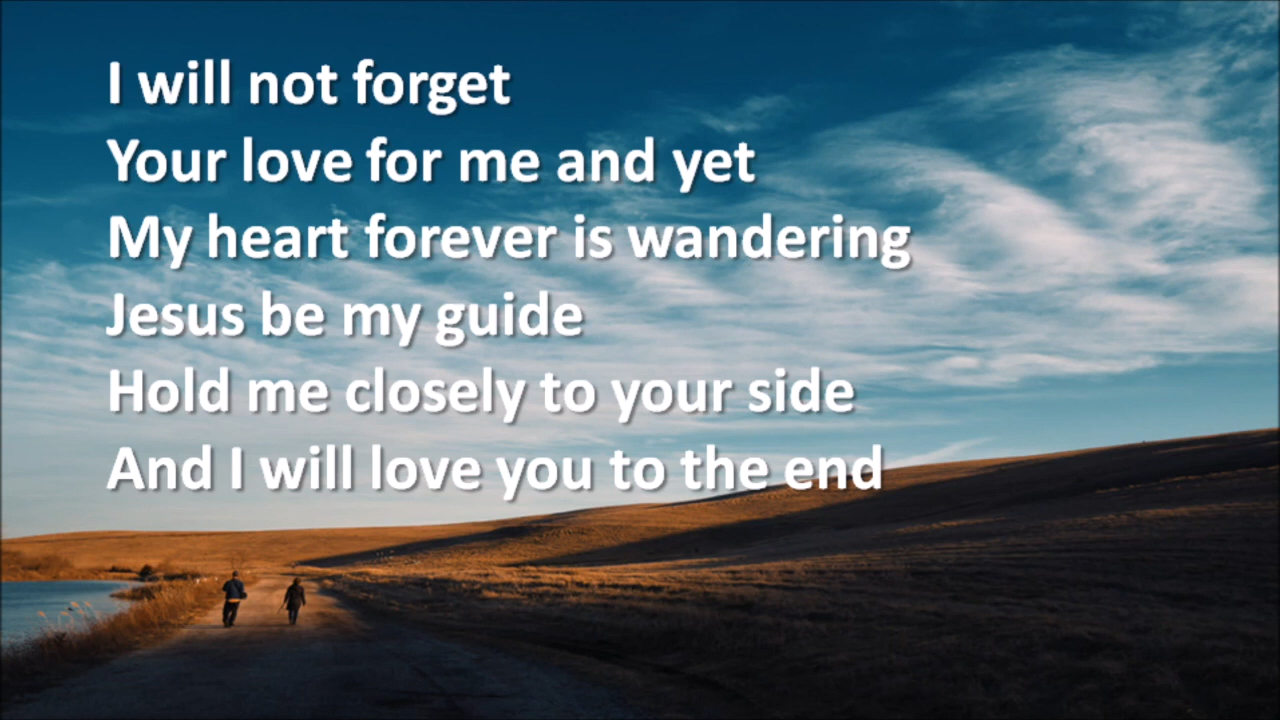 I will not forget
Your love for me and yet
My heart forever is wandering
Jesus be my guide
Hold me closely to your side
And I will love you to the end